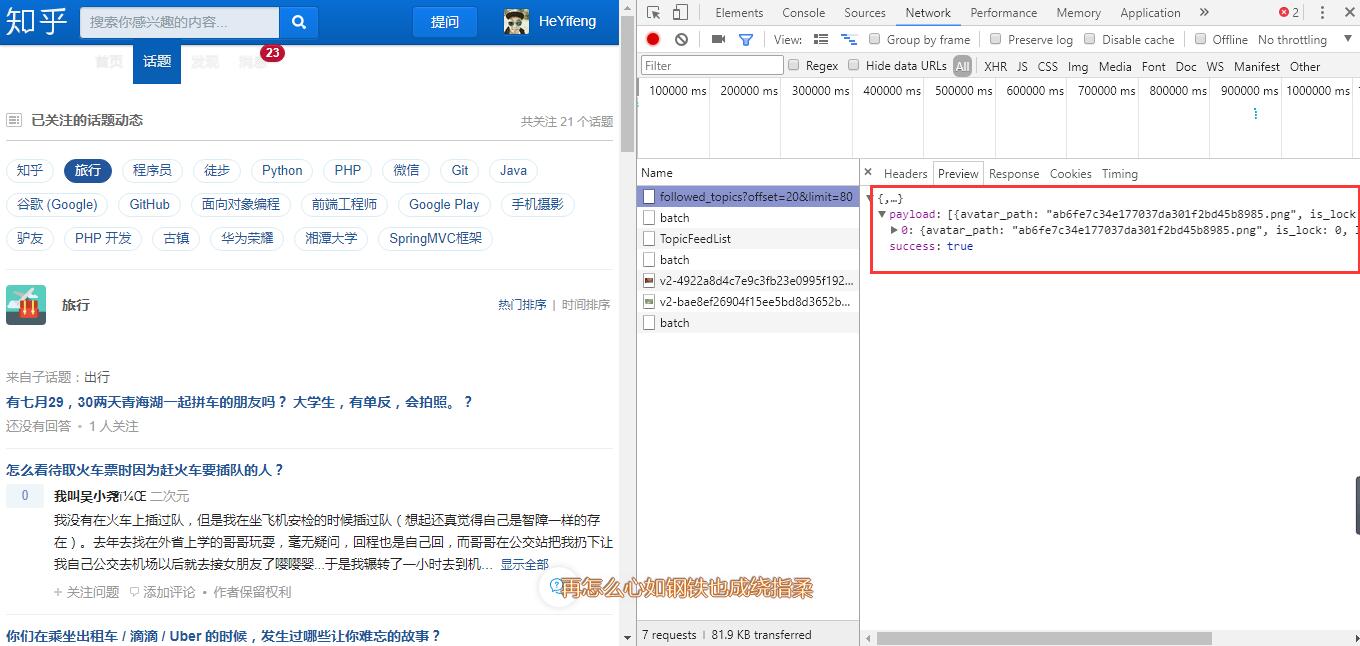 知乎 搜索你感兴趣的内容... 提问 HeYifeng
首页 话题 发现 消息 23
已关注的话题动态 共关注 21 个话题
知乎 旅行 程序员 徒步 Python PHP 微信 Git Java
谷歌 (Google) GitHub 面向对象编程 前端工程师 Google Play 手机摄影
驴友 PHP 开发 古镇 华为荣耀 湘潭大学 SpringMVC框架
旅行 热门排序 | 时间排序
来自子话题：出行
有七月29，30两天青海湖一起拼车的朋友吗？ 大学生，有单反，会拍照。 ？
还没有回答 • 1 人关注
怎么看待取火车票时因为赶火车要插队的人？
0 我叫吴小尧ï¼Œ 二次元
我没有在火车上插过队，但是我在坐飞机安检的时候插过队（想起还真觉得自己是智障一样的存
在）。去年去找在外省上学的哥哥玩耍，毫无疑问，回程也是自己回，而哥哥在公交站把我扔下让
我自己公交去机场以后就去接女朋友了嘤嘤嘤...于是我辗转了一小时去到机... 显示全部
+ 关注问题 添加评论 • 作者保留权利
再怎么心如钢铁也成绕指柔
你们在乘坐出租车 / 滴滴 / Uber 的时候，发生过哪些让你难忘的故事？
Elements Console Sources Network Performance Memory Application » 2
View: Group by frame Preserve log Disable cache Offline No throttling
Filter Regex Hide data URLs All XHR JS CSS Img Media Font Doc WS Manifest Other
100000 ms 200000 ms 300000 ms 400000 ms 500000 ms 600000 ms 700000 ms 800000 ms 900000 ms 1000000 ms
Name
followed_topics?offset=20&limit=80
batch
TopicFeedList
batch
v2-4922a8d4c7e9c3fb23e0995f192...
v2-bae8ef26904f15ee5bd8d3652b...
batch
7 requests | 81.9 KB transferred
× Headers Preview Response Cookies Timing
{,…}
payload: [{avatar_path: "ab6fe7c34e177037da301f2bd45b8985.png", is_lock
0: {avatar_path: "ab6fe7c34e177037da301f2bd45b8985.png", is_lock: 0,
success: true